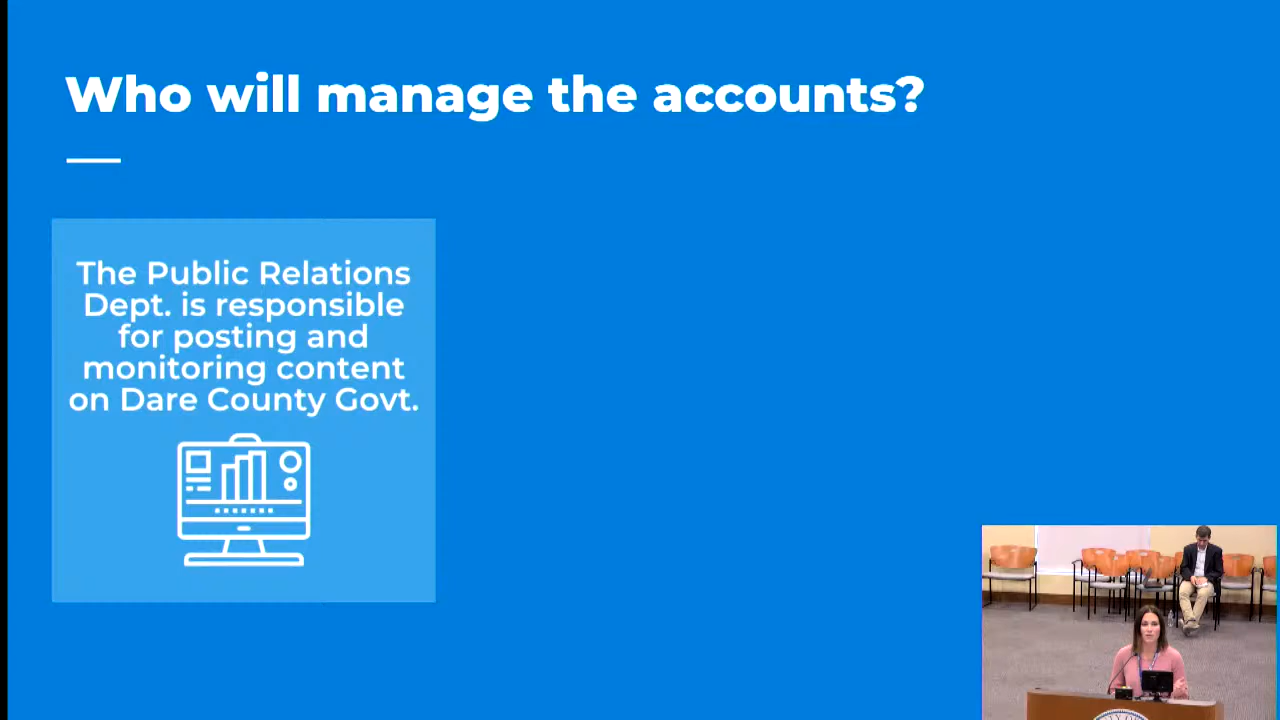 Who will manage the accounts?
The Public Relations
Dept. is responsible
for posting and
monitoring content
on Dare County Govt.